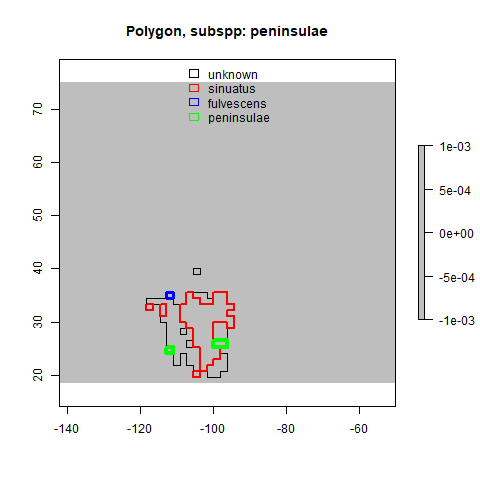 Polygon, subspp: peninsulae
unknown
sinuatus
fulvescens
peninsulae
70
60
50
40
30
20
-140
-120
-100
-80
-60
1e-03
5e-04
0e+00
-5e-04
-1e-03